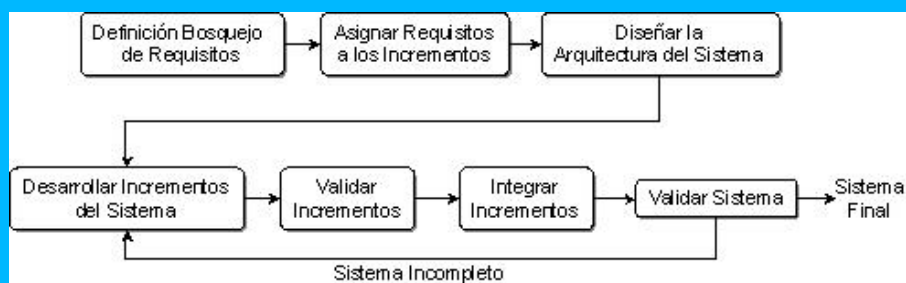 Definición Bosquejo
de Requisitos
Asignar Requisitos
a los Incrementos
Diseñar la
Arquitectura del Sistema
Desarrollar Incrementos
del Sistema
Validar
Incrementos
Integrar
Incrementos
Validar Sistema
Sistema
Final
Sistema Incompleto